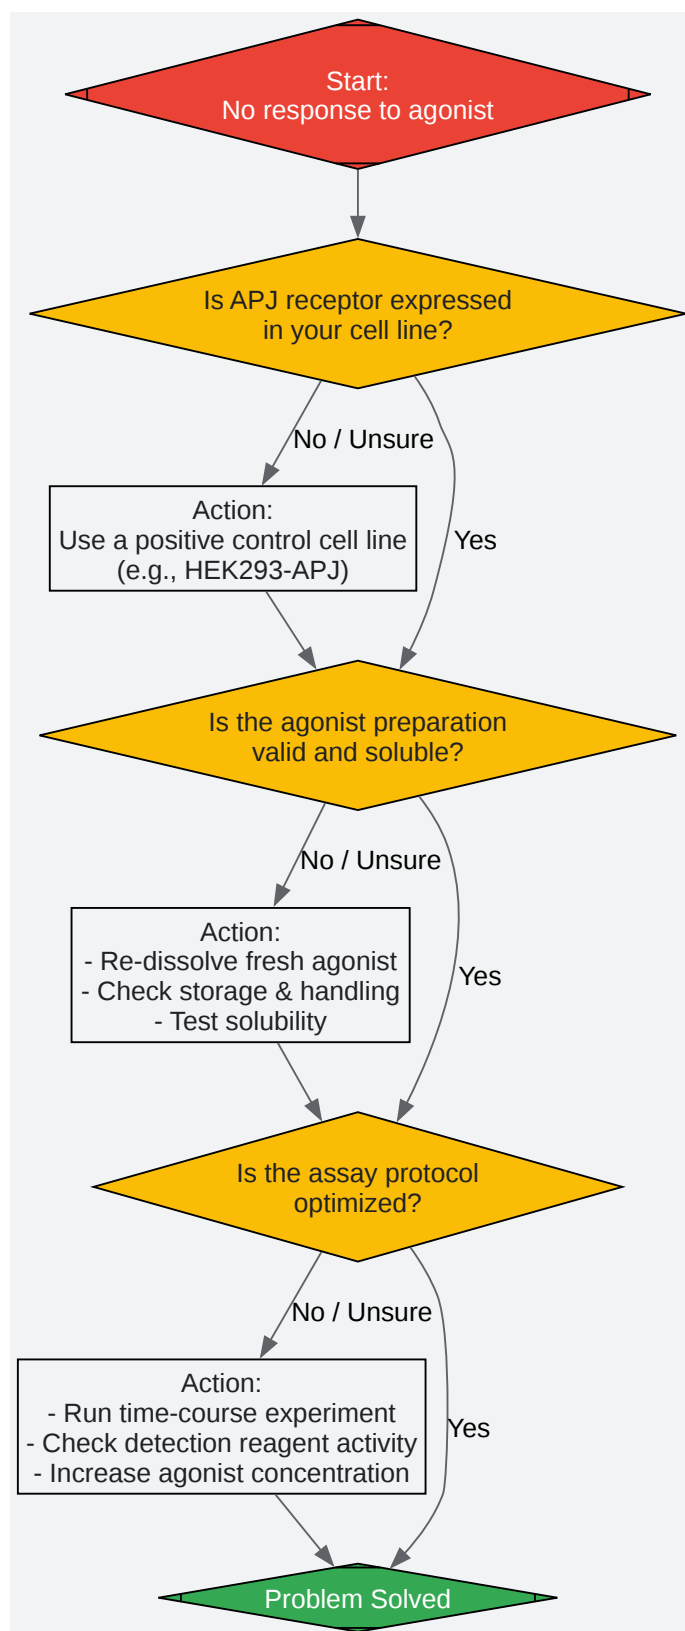 Start:
No response to agonist
Is APJ receptor expressed
in your cell line?
No / Unsure
Action:
Use a positive control cell line
(e.g., HEK293-APJ)
Yes
Is the agonist preparation
valid and soluble?
No / Unsure
Action:
- Re-dissolve fresh agonist
- Check storage & handling
- Test solubility
Yes
Is the assay protocol
optimized?
No / Unsure
Action:
- Run time-course experiment
- Check detection reagent activity
- Increase agonist concentration
Yes
Problem Solved